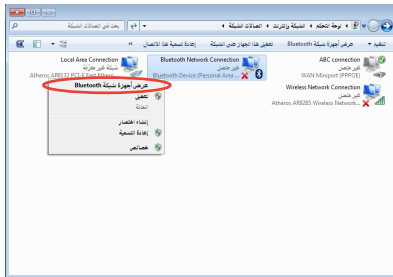 لوحة التحكم ◂ الشبكة وإنترنت ◂ اتصالات الشبكة
بحث في اتصالات الشبكة
تنظيم
عرض أجهزة شبكة Bluetooth
تعطيل هذا الجهاز على الشبكة
إعادة تسمية هذا الاتصال
»
ABC connection
غير متصل
WAN Miniport (PPPOE)
Bluetooth Network Connection
غير متصل
Bluetooth Device (Personal Area ...
Local Area Connection
شبكة غير معرفة
Atheros AR8132 PCI-E Fast Ethern...
Wireless Network Connection
غير متصل
Atheros AR9285 Wireless Network...
عرض أجهزة شبكة Bluetooth
تعطيل
الحالة
إنشاء اختصار
إعادة التسمية
خصائص